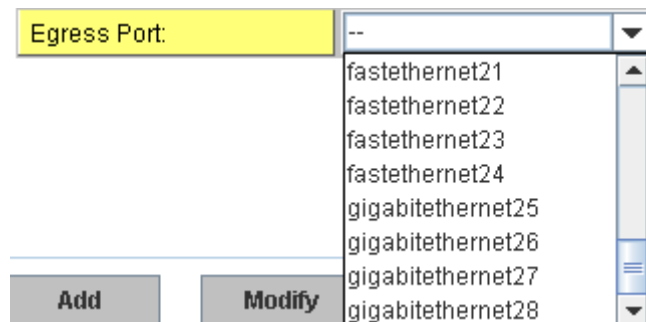 Egress Port:
--
fastethernet21
fastethernet22
fastethernet23
fastethernet24
gigabitethernet25
gigabitethernet26
gigabitethernet27
gigabitethernet28
Add
Modify